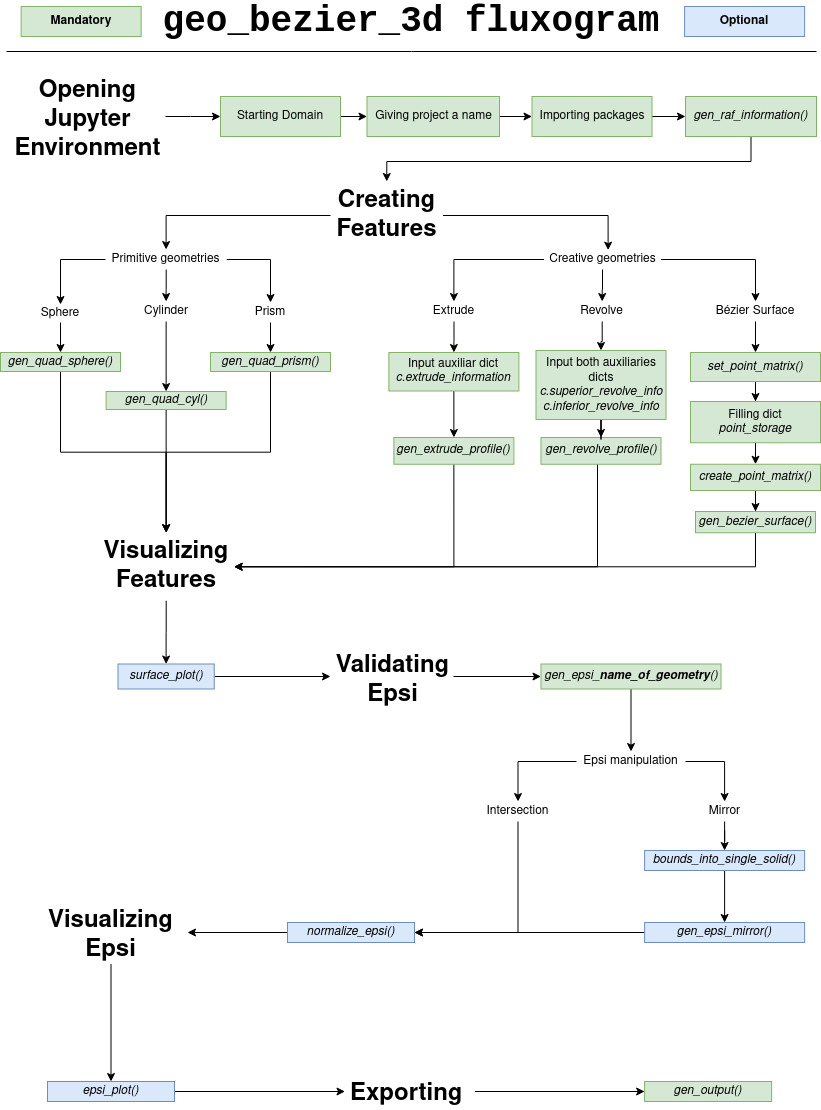 Mandatory
geo_bezier_3d fluxogram
Optional
Opening
Jupyter
Environment
Starting Domain
Giving project a name
Importing packages
gen_raf_information()
Creating
Features
Primitive geometries
Creative geometries
Sphere
Cylinder
Prism
Extrude
Revolve
Bézier Surface
gen_quad_sphere()
gen_quad_cyl()
gen_quad_prism()
Input auxiliar dict
c.extrude_information
gen_extrude_profile()
Input both auxiliaries
dicts
c.superior_revolve_info
c.inferior_revolve_info
gen_revolve_profile()
set_point_matrix()
Filling dict
point_storage
create_point_matrix()
gen_bezier_surface()
Visualizing
Features
surface_plot()
Validating
Epsi
gen_epsi_name_of_geometry()
Epsi manipulation
Intersection
Mirror
bounds_into_single_solid()
gen_epsi_mirror()
normalize_epsi()
Visualizing
Epsi
epsi_plot()
Exporting
gen_output()